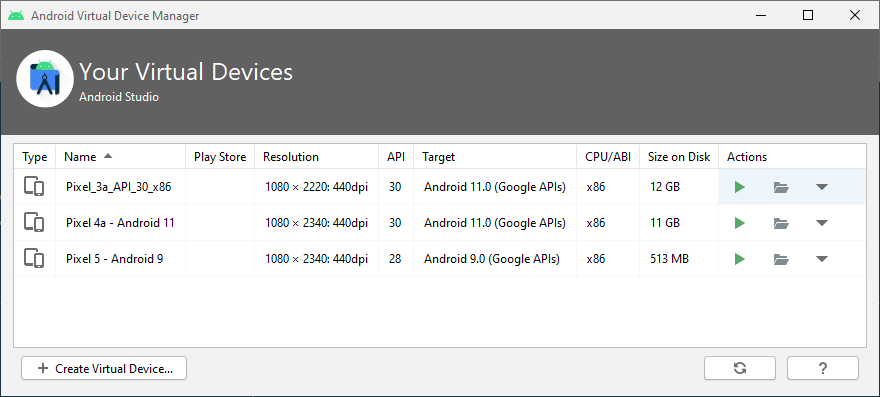 Android Virtual Device Manager
Your Virtual Devices
Android Studio
Type Name Play Store Resolution API Target CPU/ABI Size on Disk Actions
Pixel_3a_API_30_x86 1080 × 2220: 440dpi 30 Android 11.0 (Google APIs) x86 12 GB
Pixel 4a - Android 11 1080 × 2340: 440dpi 30 Android 11.0 (Google APIs) x86 11 GB
Pixel 5 - Android 9 1080 × 2340: 440dpi 28 Android 9.0 (Google APIs) x86 513 MB
+ Create Virtual Device... ?